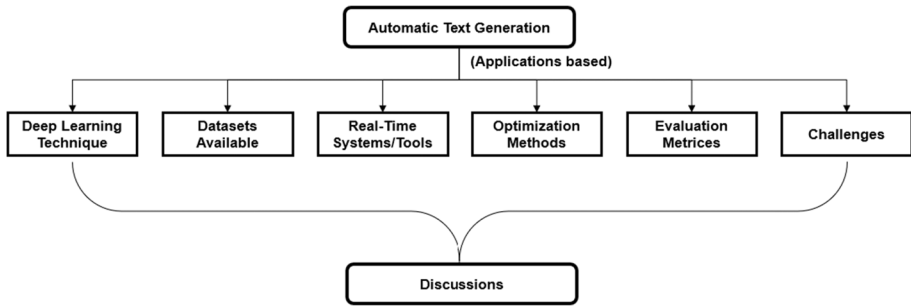 Automatic Text Generation
(Applications based)
Deep Learning
Technique
Datasets
Available
Real-Time
Systems/Tools
Optimization
Methods
Evaluation
Metrices
Challenges
Discussions